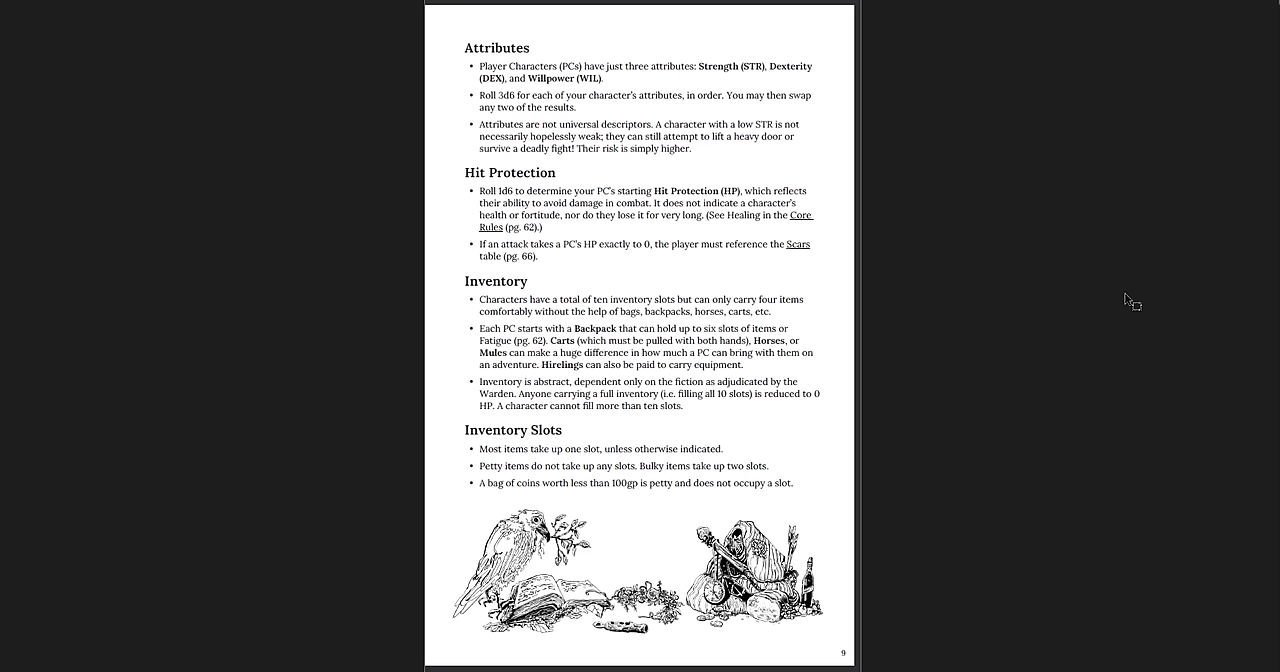 Attributes
• Player Characters (PCs) have just three attributes: Strength (STR), Dexterity
(DEX), and Willpower (WIL).
• Roll 3d6 for each of your character's attributes, in order. You may then swap
any two of the results.
• Attributes are not universal descriptors. A character with a low STR is not
necessarily hopelessly weak; they can still attempt to lift a heavy door or
survive a deadly fight! Their risk is simply higher.
Hit Protection
• Roll 1d6 to determine your PC's starting Hit Protection (HP), which reflects
their ability to avoid damage in combat. It does not indicate a character's
health or fortitude, nor do they lose it for very long. (See Healing in the Core
Rules (pg. 62).)
• If an attack takes a PC's HP exactly to 0, the player must reference the Scars
table (pg. 66).
Inventory
• Characters have a total of ten inventory slots but can only carry four items
comfortably without the help of bags, backpacks, horses, carts, etc.
• Each PC starts with a Backpack that can hold up to six slots of items or
Fatigue (pg. 62). Carts (which must be pulled with both hands), Horses, or
Mules can make a huge difference in how much a PC can bring with them on
an adventure. Hirelings can also be paid to carry equipment.
• Inventory is abstract, dependent only on the fiction as adjudicated by the
Warden. Anyone carrying a full inventory (i.e. filling all 10 slots) is reduced to 0
HP. A character cannot fill more than ten slots.
Inventory Slots
• Most items take up one slot, unless otherwise indicated.
• Petty items do not take up any slots. Bulky items take up two slots.
• A bag of coins worth less than 100gp is petty and does not occupy a slot.
9